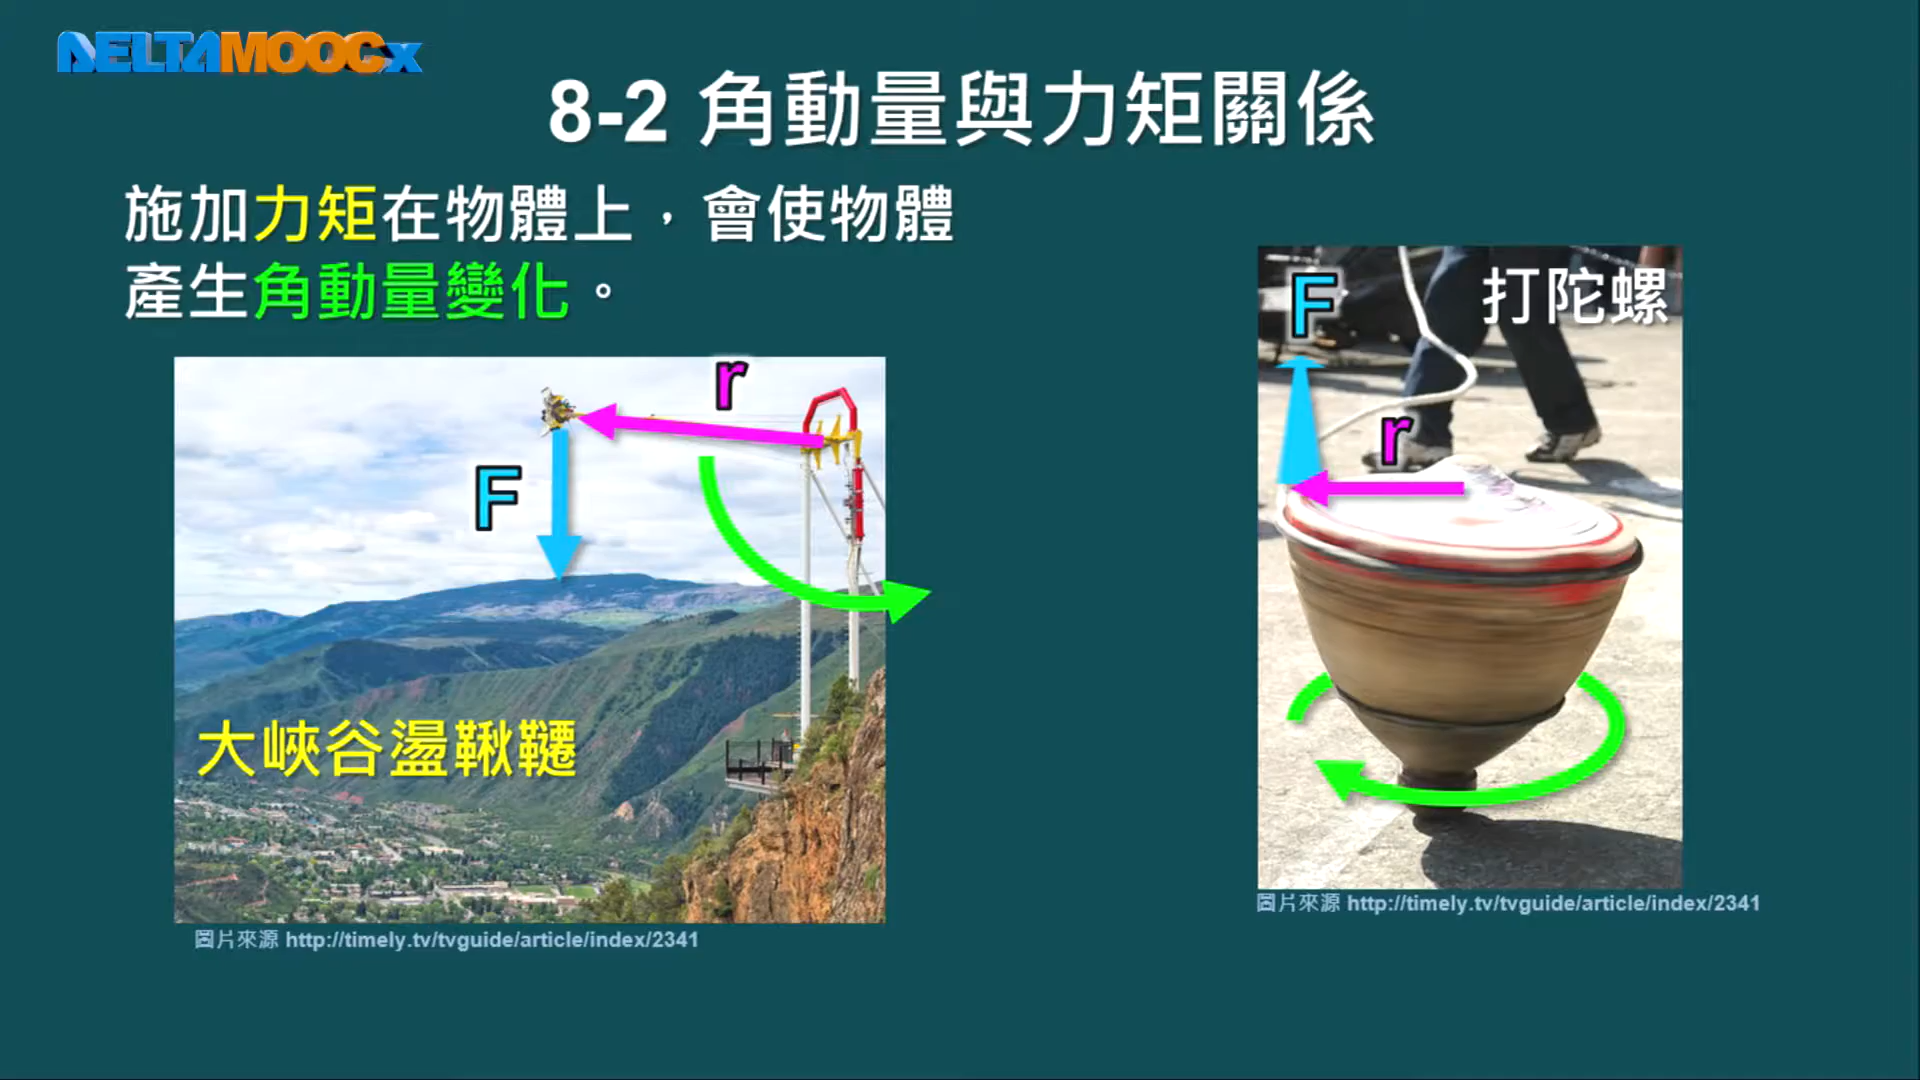 DELTAMOOCx
8-2 角動量與力矩關係
施加力矩在物體上，會使物體
產生角動量變化。
r
F
大峽谷盪鞦韆
圖片來源 http://timely.tv/tvguide/article/index/2341
F
打陀螺
r
圖片來源 http://timely.tv/tvguide/article/index/2341